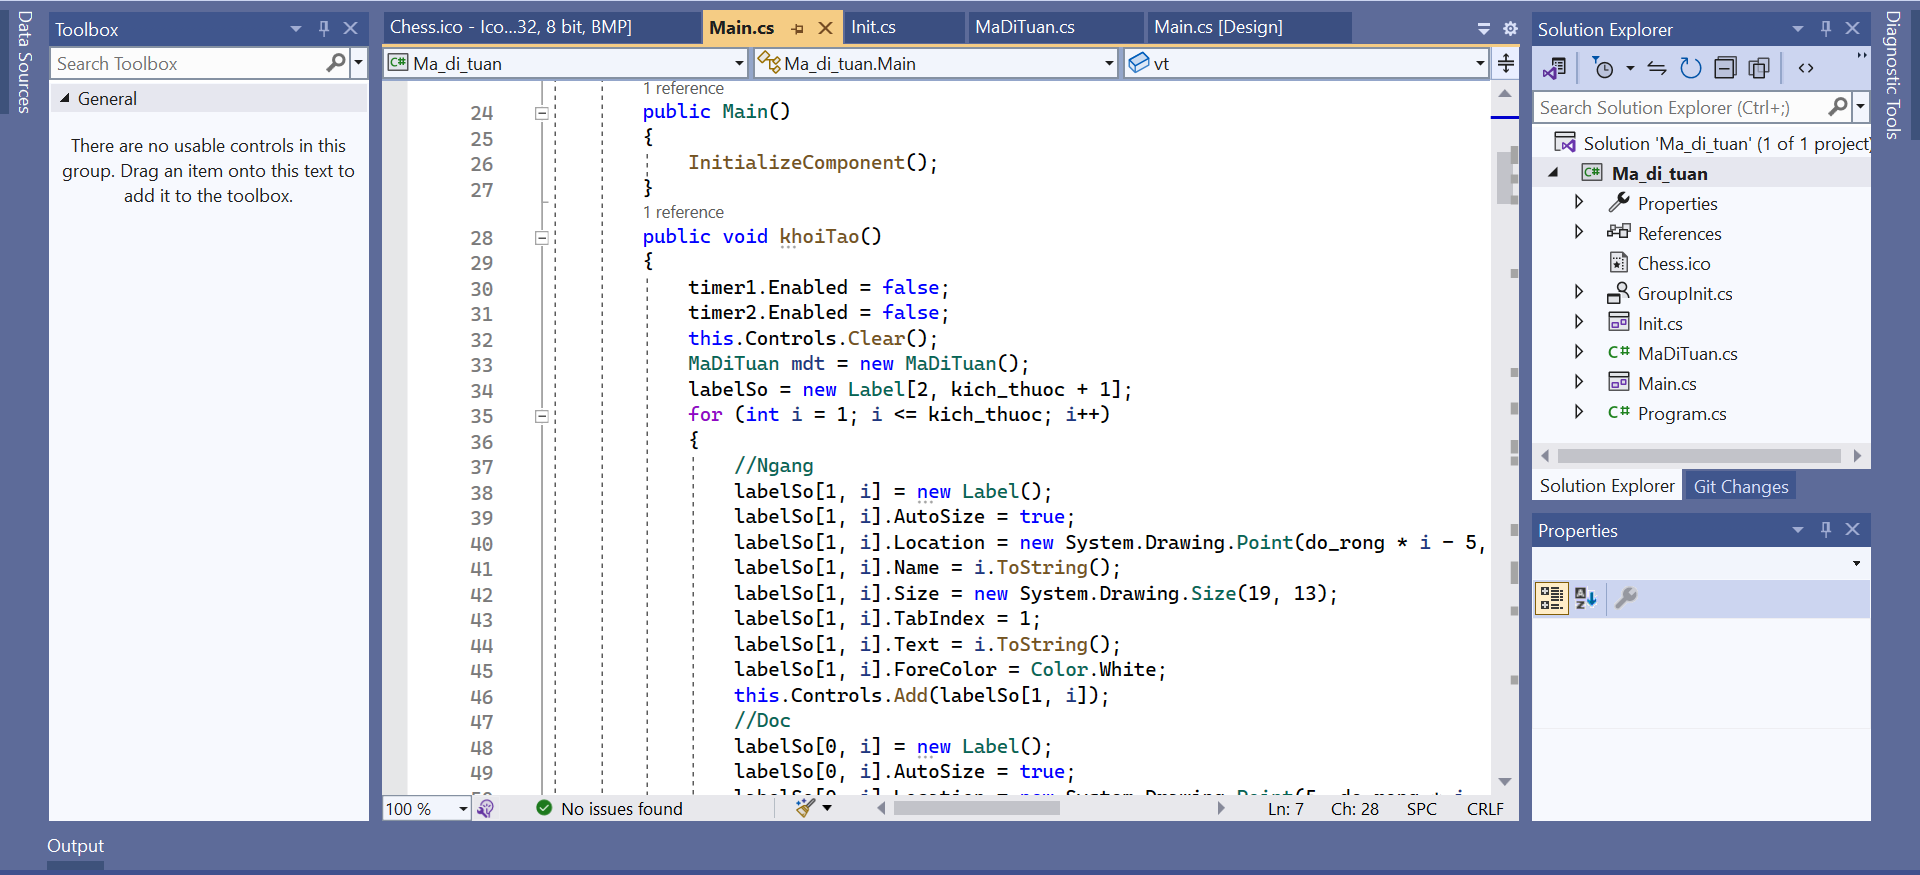 Data Sources
Toolbox
Search Toolbox
General
There are no usable controls in this
group. Drag an item onto this text to
add it to the toolbox.
Chess.ico - Ico...32, 8 bit, BMP]
Main.cs
Init.cs
MaDiTuan.cs
Main.cs [Design]
C# Ma_di_tuan
Ma_di_tuan.Main
vt
1 reference
24 public Main()
25 {
26 InitializeComponent();
27 }
1 reference
28 public void khoiTao()
29 {
30 timer1.Enabled = false;
31 timer2.Enabled = false;
32 this.Controls.Clear();
33 MaDiTuan mdt = new MaDiTuan();
34 labelSo = new Label[2, kich_thuoc + 1];
35 for (int i = 1; i <= kich_thuoc; i++)
36 {
37 //Ngang
38 labelSo[1, i] = new Label();
39 labelSo[1, i].AutoSize = true;
40 labelSo[1, i].Location = new System.Drawing.Point(do_rong * i - 5,
41 labelSo[1, i].Name = i.ToString();
42 labelSo[1, i].Size = new System.Drawing.Size(19, 13);
43 labelSo[1, i].TabIndex = 1;
44 labelSo[1, i].Text = i.ToString();
45 labelSo[1, i].ForeColor = Color.White;
46 this.Controls.Add(labelSo[1, i]);
47 //Doc
48 labelSo[0, i] = new Label();
49 labelSo[0, i].AutoSize = true;
labelSo[0, i].Location = new System.Drawing.Point(5, do_rong * i
100 %
No issues found
Ln: 7
Ch: 28
SPC
CRLF
Output
Solution Explorer
Search Solution Explorer (Ctrl+;)
Solution 'Ma_di_tuan' (1 of 1 project)
C# Ma_di_tuan
Properties
References
Chess.ico
GroupInit.cs
Init.cs
C# MaDiTuan.cs
Main.cs
C# Program.cs
Solution Explorer
Git Changes
Properties
Diagnostic Tools